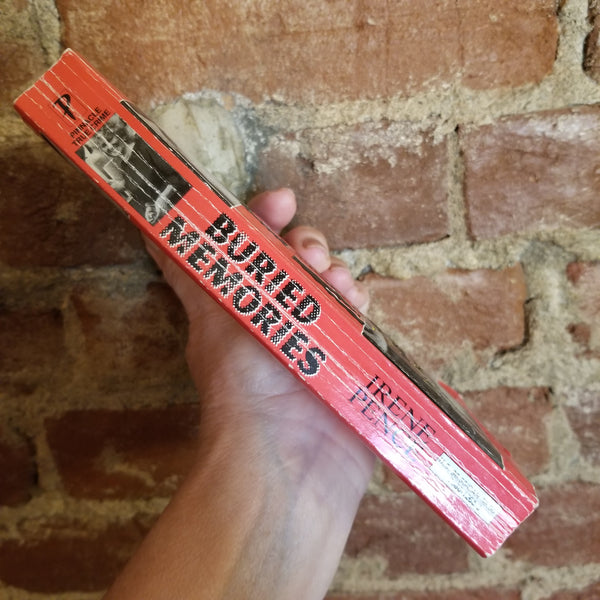 PINNACLE
TRUE CRIME
BURIED
MEMORIES
IRENE
PENCE